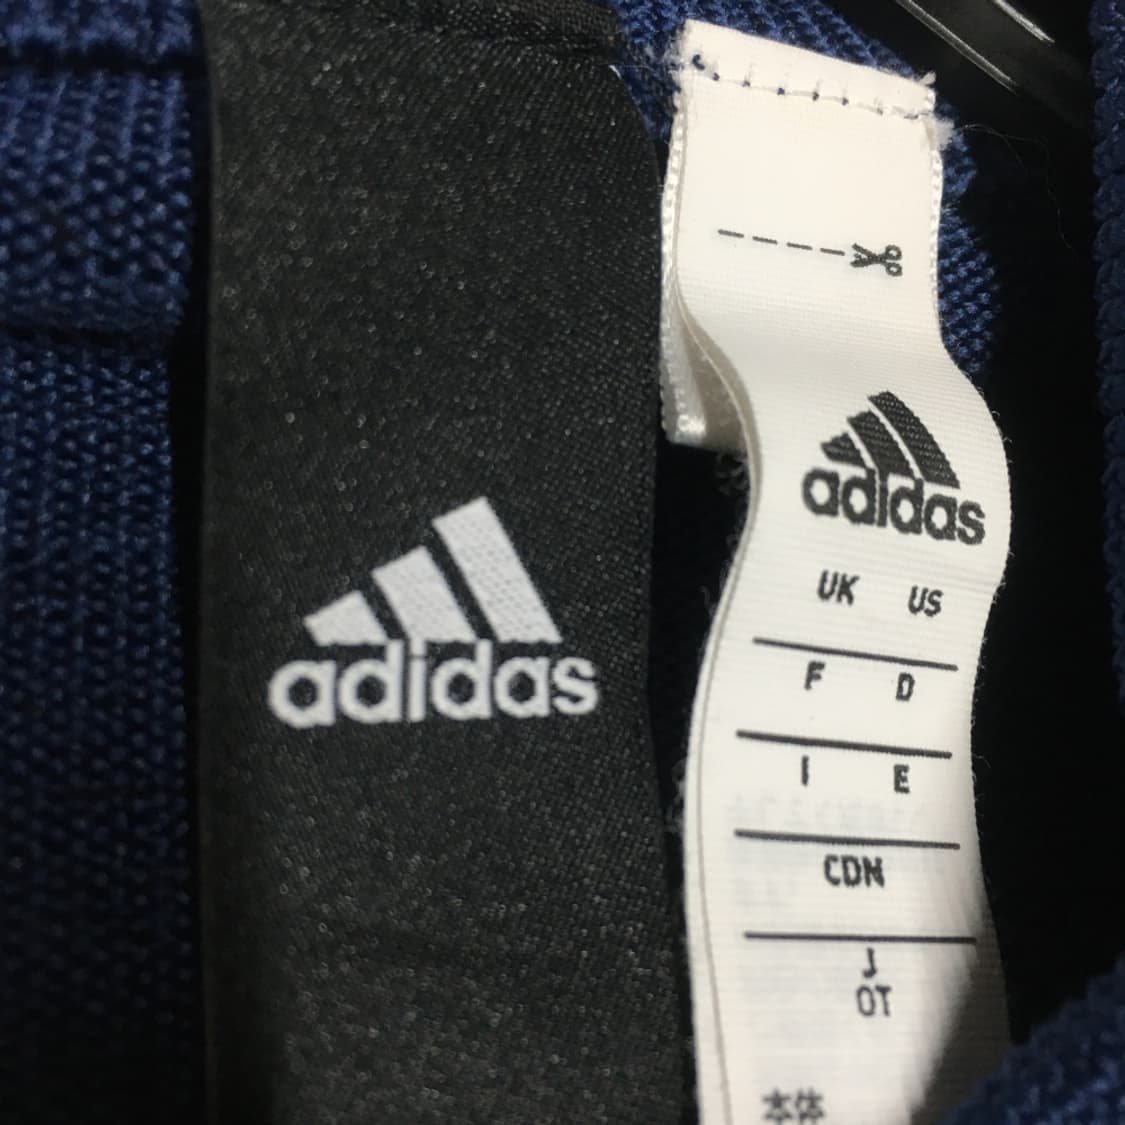 adidas
adidas
UK US
F D
I E
CDN
J
OT
本体